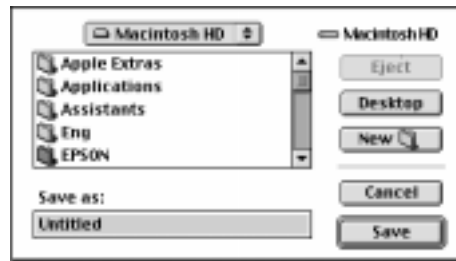 Macintosh HD
Macintosh HD
Apple Extras
Applications
Assistants
Eng
EPSON
Eject
Desktop
New
Save as:
Untitled
Cancel
Save